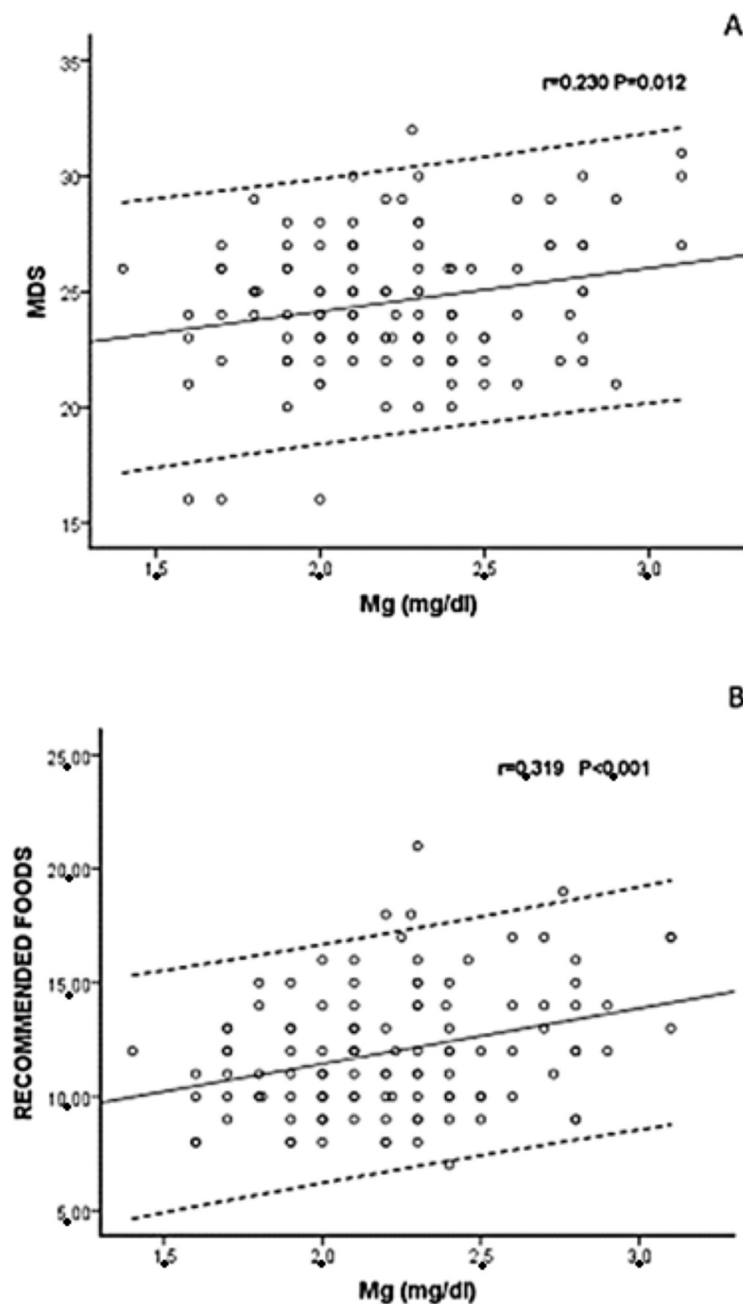 A
r=0.230 P=0.012
35
30
25
20
15
MDS
1.5 2.0 2.5 3.0
Mg (mg/dl)
B
r=0.319 P<0.001
25.00
20.00
15.00
10.00
5.00
RECOMMENDED FOODS
1.5 2.0 2.5 3.0
Mg (mg/dl)